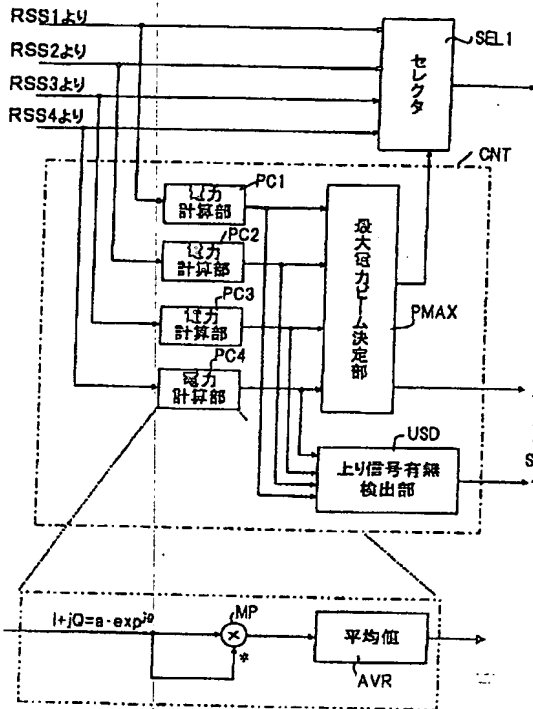 RSS1より
RSS2より
RSS3より
RSS4より
セレクタ
SEL1
CNT
PC1
電力
計算部
PC2
電力
計算部
PC3
電力
計算部
PC4
電力
計算部
最大電力ビーム決定部
PMAX
USD
上り信号有無
検出部
S
I+jQ=a・exp^jθ
MP
×
*
平均値
AVR